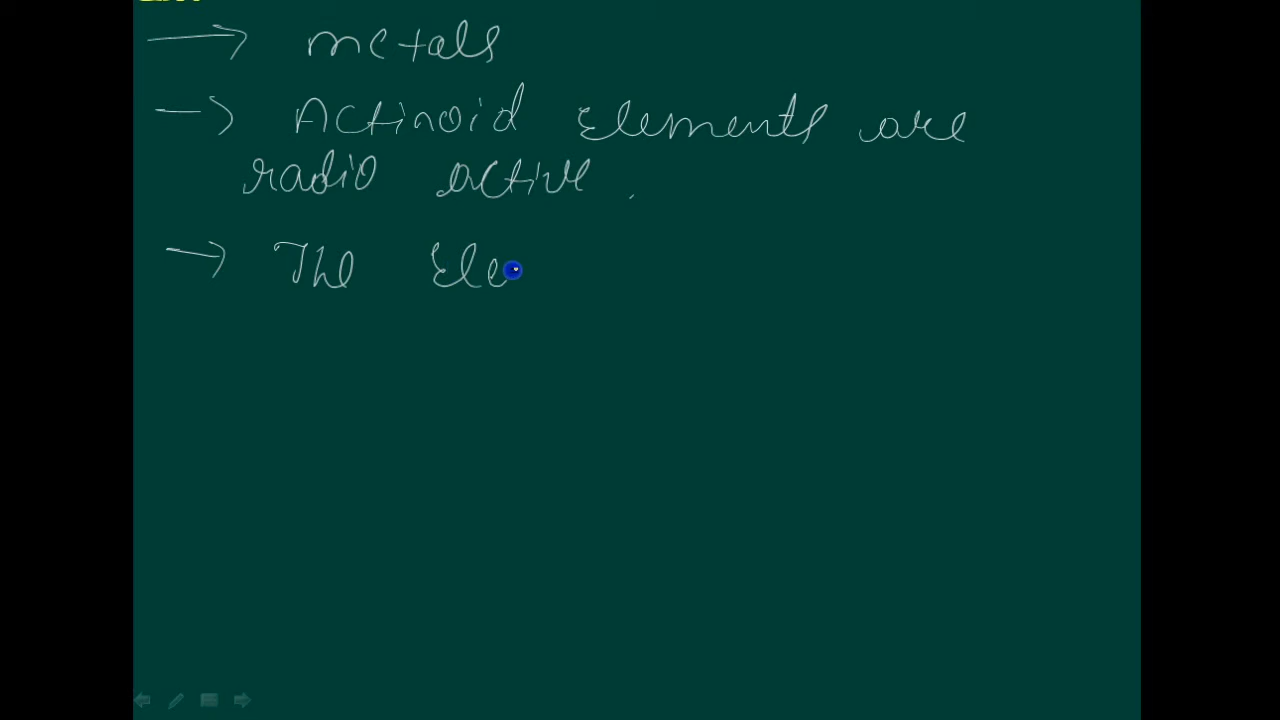 → metals
→ Actinoid Elements are
radio active.
→ The Ele